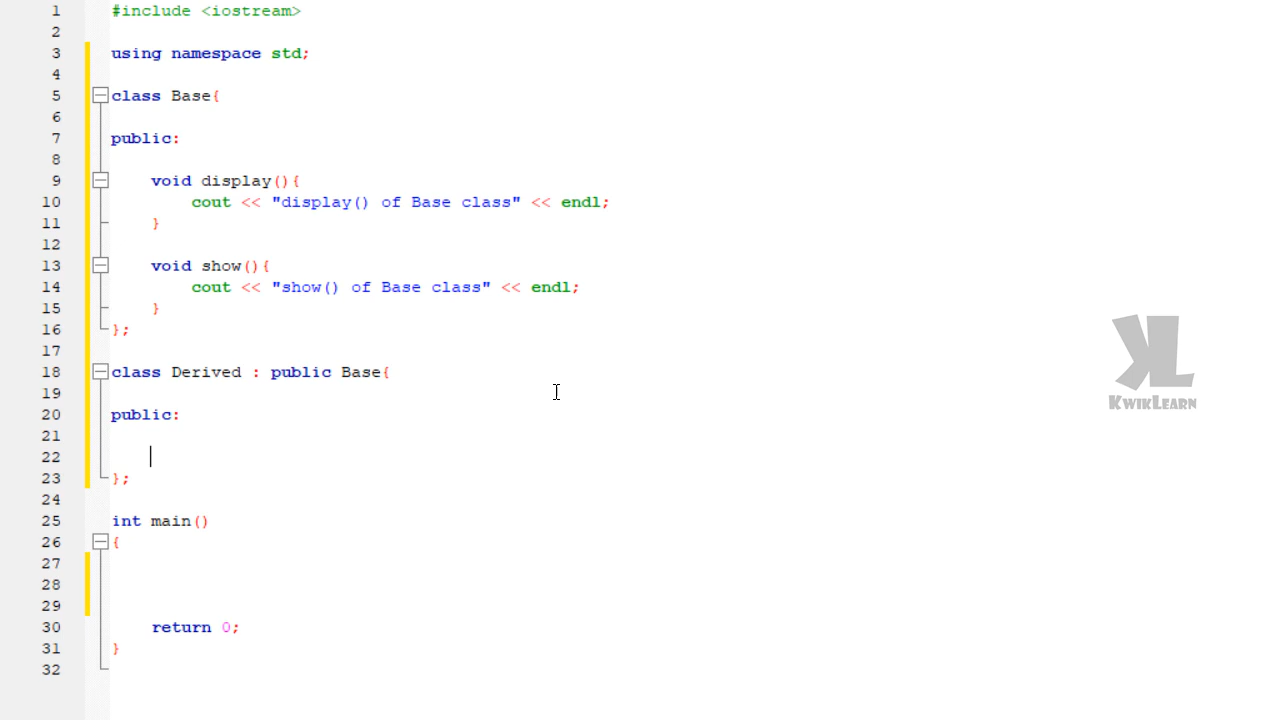 1 #include <iostream>
2
3 using namespace std;
4
5 class Base{
6
7 public:
8
9 void display(){
10 cout << "display() of Base class" << endl;
11 }
12
13 void show(){
14 cout << "show() of Base class" << endl;
15 }
16 };
17
18 class Derived : public Base{
19
20 public:
21
22
23 };
24
25 int main()
26 {
27
28
29
30 return 0;
31 }
32
KL
KWIKLEARN